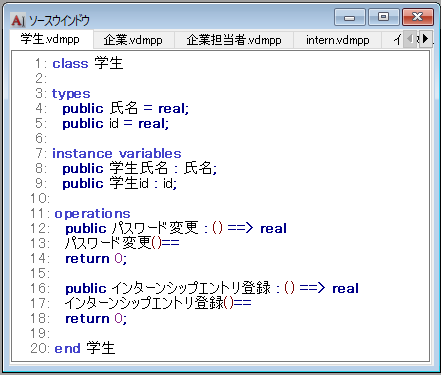 AI ソースウインドウ
学生.vdmpp 企業.vdmpp 企業担当者.vdmpp intern.vdmpp
1: class 学生
2:
3: types
4: public 氏名 = real;
5: public id = real;
6:
7: instance variables
8: public 学生氏名 : 氏名;
9: public 学生id : id;
10:
11: operations
12: public パスワード変更 : () ==> real
13: パスワード変更()==
14: return 0;
15:
16: public インターンシップエントリ登録 : () ==> real
17: インターンシップエントリ登録()==
18: return 0;
19:
20: end 学生